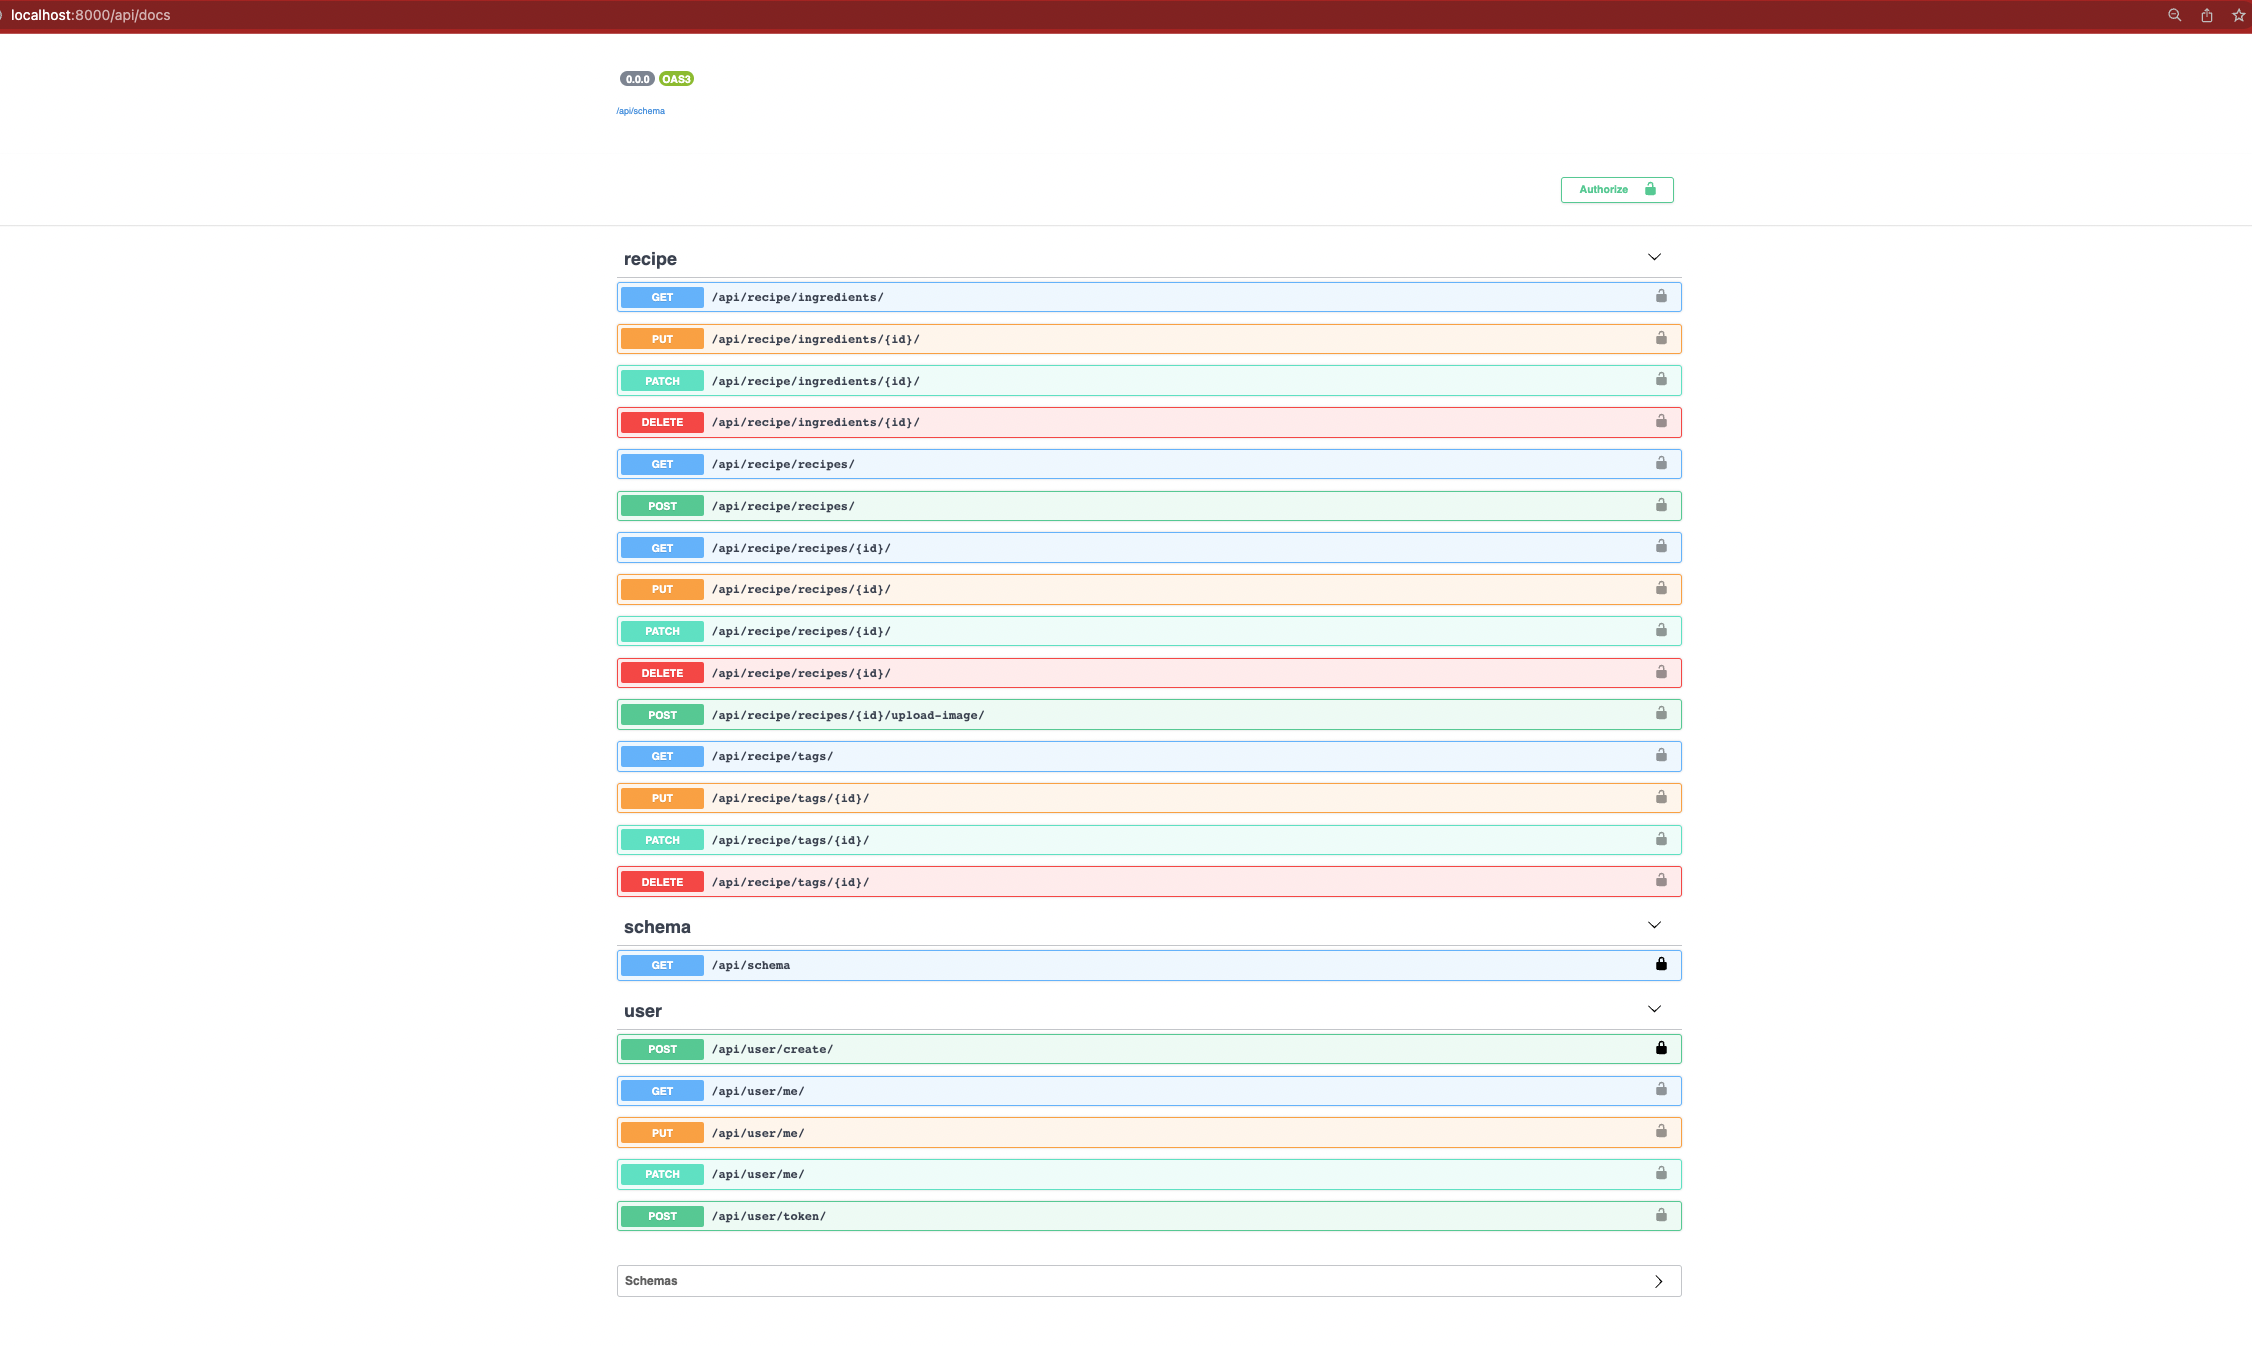 localhost:8000/api/docs
0.0.0 OAS3
/api/schema
Authorize
recipe
GET /api/recipe/ingredients/
PUT /api/recipe/ingredients/{id}/
PATCH /api/recipe/ingredients/{id}/
DELETE /api/recipe/ingredients/{id}/
GET /api/recipe/recipes/
POST /api/recipe/recipes/
GET /api/recipe/recipes/{id}/
PUT /api/recipe/recipes/{id}/
PATCH /api/recipe/recipes/{id}/
DELETE /api/recipe/recipes/{id}/
POST /api/recipe/recipes/{id}/upload-image/
GET /api/recipe/tags/
PUT /api/recipe/tags/{id}/
PATCH /api/recipe/tags/{id}/
DELETE /api/recipe/tags/{id}/
schema
GET /api/schema
user
POST /api/user/create/
GET /api/user/me/
PUT /api/user/me/
PATCH /api/user/me/
POST /api/user/token/
Schemas